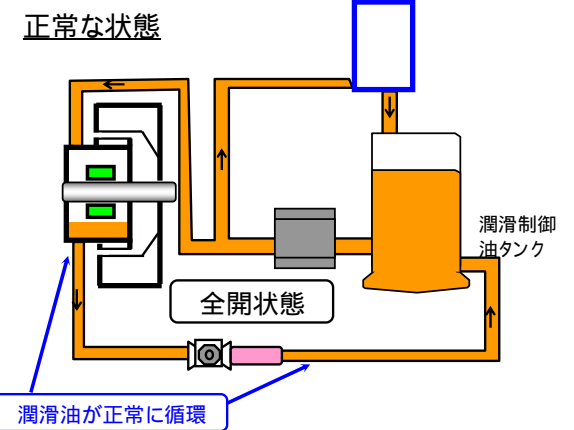 正常な状態
潤滑制御
油タンク
全開状態
潤滑油が正常に循環